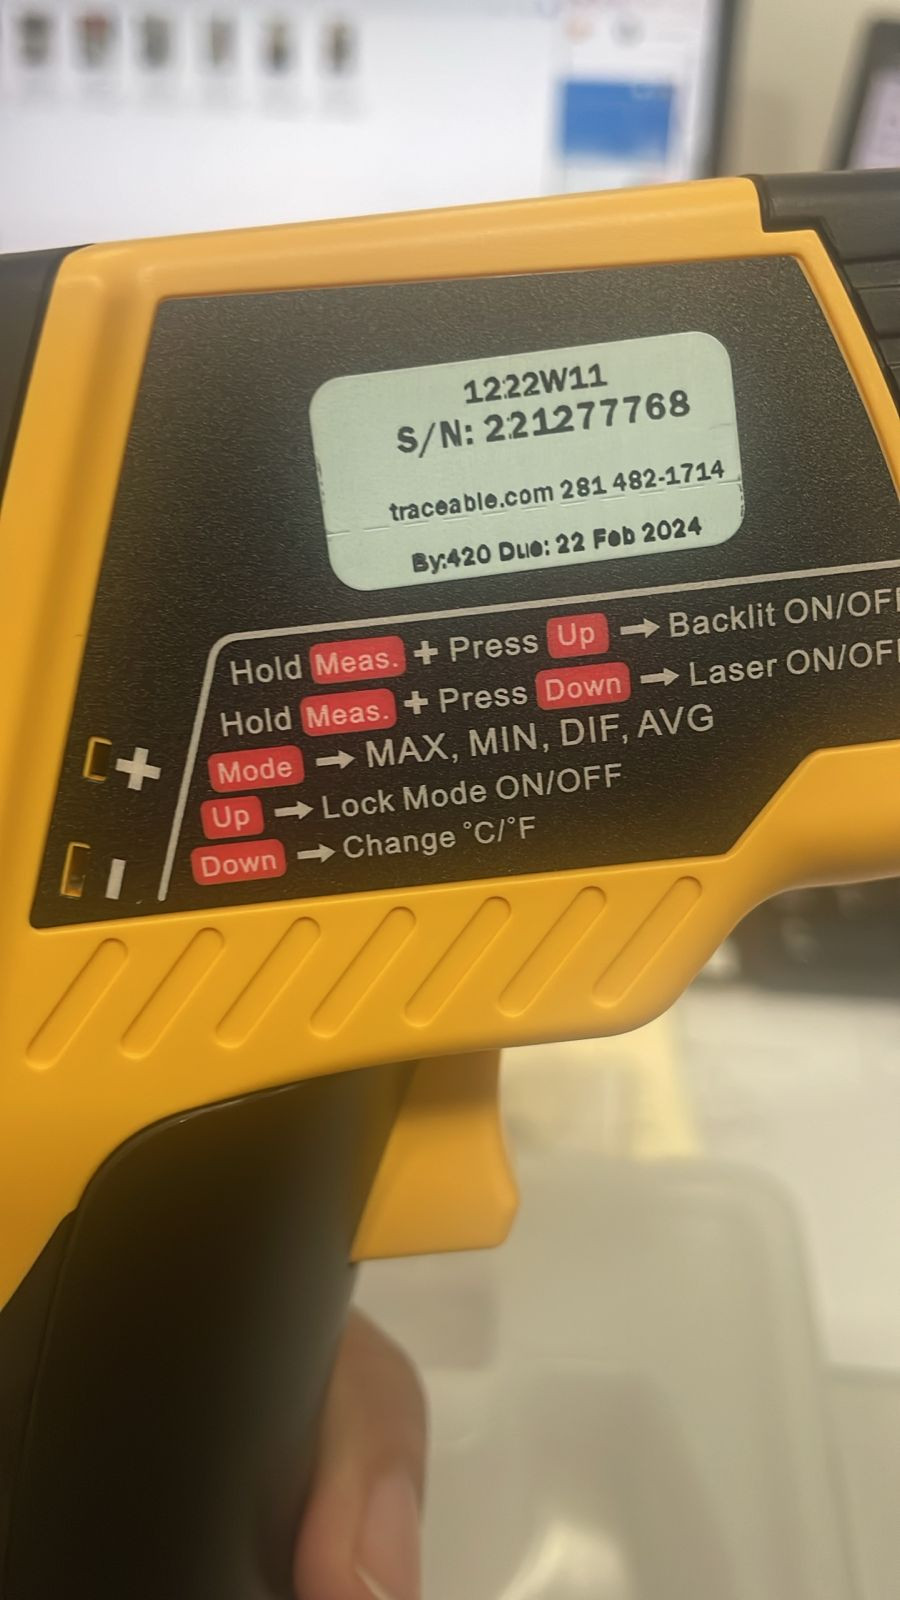 1222W11
S/N: 221277768
traceable.com 281 482-1714
By:420 Due: 22 Feb 2024
Hold Meas. + Press Up → Backlit ON/OFF
Hold Meas. + Press Down → Laser ON/OFF
Mode → MAX, MIN, DIF, AVG
Up → Lock Mode ON/OFF
Down → Change °C/°F
+
-